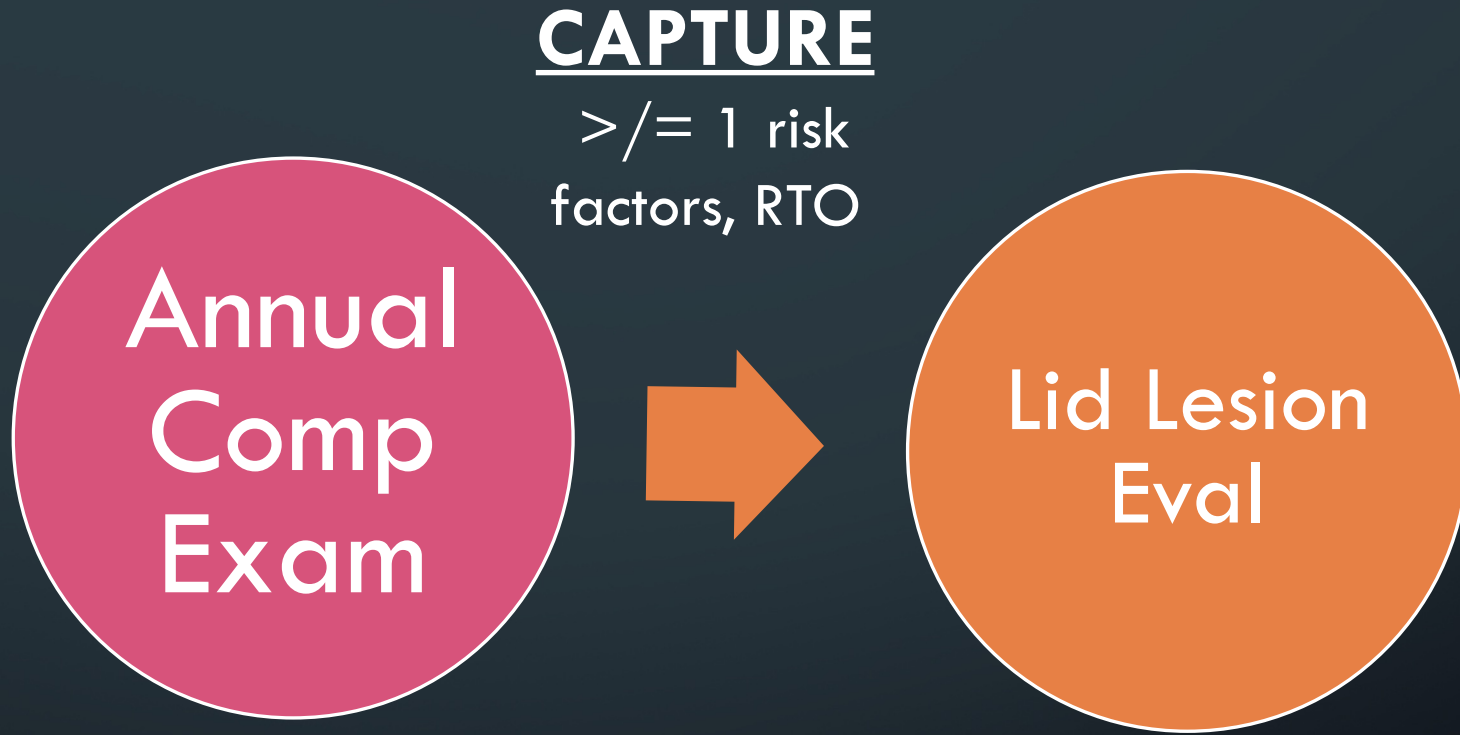 CAPTURE
>/= 1 risk
factors, RTO
Annual
Comp
Exam
Lid Lesion
Eval